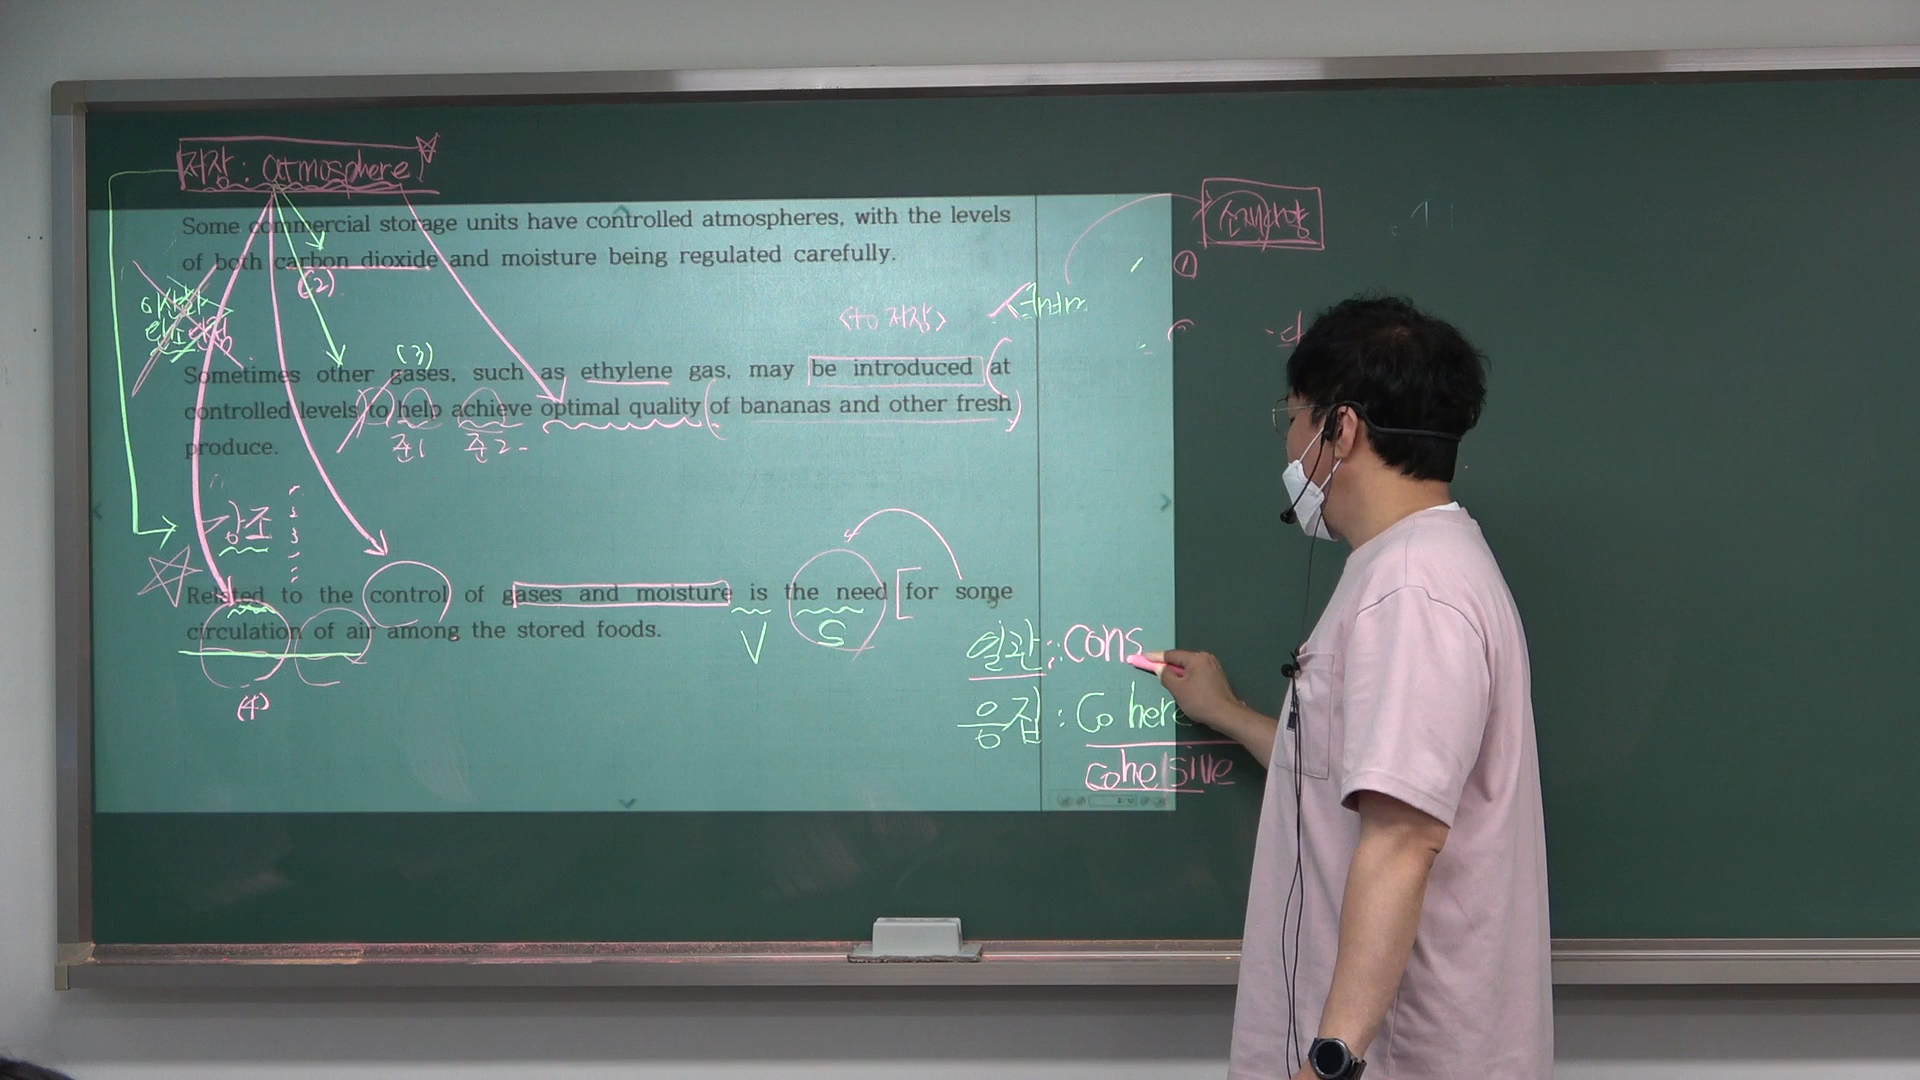 저장 : atmosphere
Some commercial storage units have controlled atmospheres, with the levels
of both carbon dioxide and moisture being regulated carefully.
(2)
<to 저장>
①
(3)
Sometimes other gases, such as ethylene gas, may be introduced at
controlled levels to help achieve optimal quality of bananas and other fresh
준1 준2
produce.
강조
Related to the control of gases and moisture is the need for some
circulation of air among the stored foods.
V S
(4)
일관 : cons
응집 : Cohere
cohesive